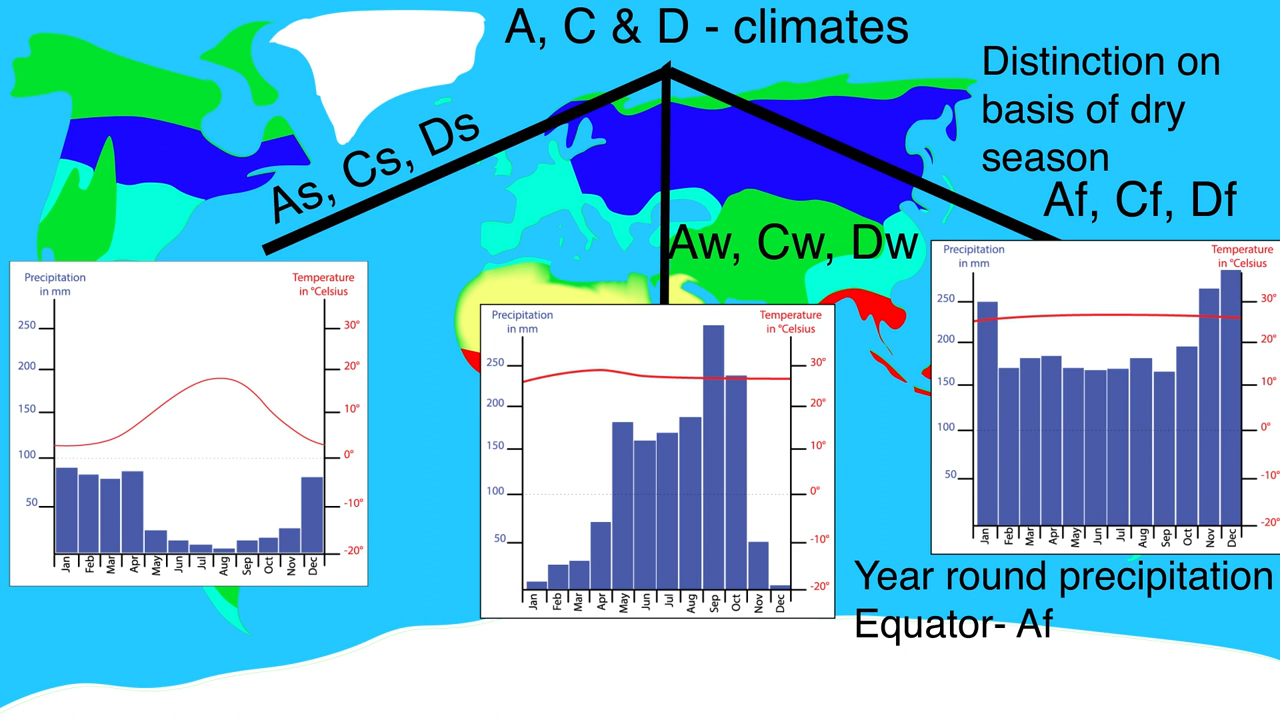 A, C & D - climates
Distinction on
basis of dry
season
As, Cs, Ds
Aw, Cw, Dw
Af, Cf, Df
Precipitation
in mm
Temperature
in °Celsius
250
200
150
100
50
30°
20°
10°
0°
-10°
-20°
Jan
Feb
Mar
Apr
May
Jun
Jul
Aug
Sep
Oct
Nov
Dec
Precipitation
in mm
Temperature
in °Celsius
250
200
150
100
50
30°
20°
10°
0°
-10°
-20°
Jan
Feb
Mar
Apr
May
Jun
Jul
Aug
Sep
Oct
Nov
Dec
Precipitation
in mm
Temperature
in °Celsius
250
200
150
100
50
30°
20°
10°
0°
-10°
-20°
Jan
Feb
Mar
Apr
May
Jun
Jul
Aug
Sep
Oct
Nov
Dec
Year round precipitation
Equator- Af